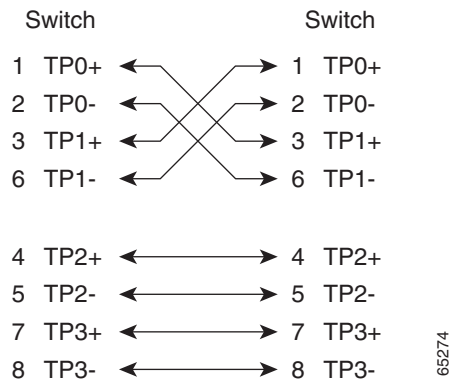 Switch Switch
1 TP0+ 1 TP0+
2 TP0- 2 TP0-
3 TP1+ 3 TP1+
6 TP1- 6 TP1-
4 TP2+ 4 TP2+
5 TP2- 5 TP2-
7 TP3+ 7 TP3+
8 TP3- 8 TP3-
65274